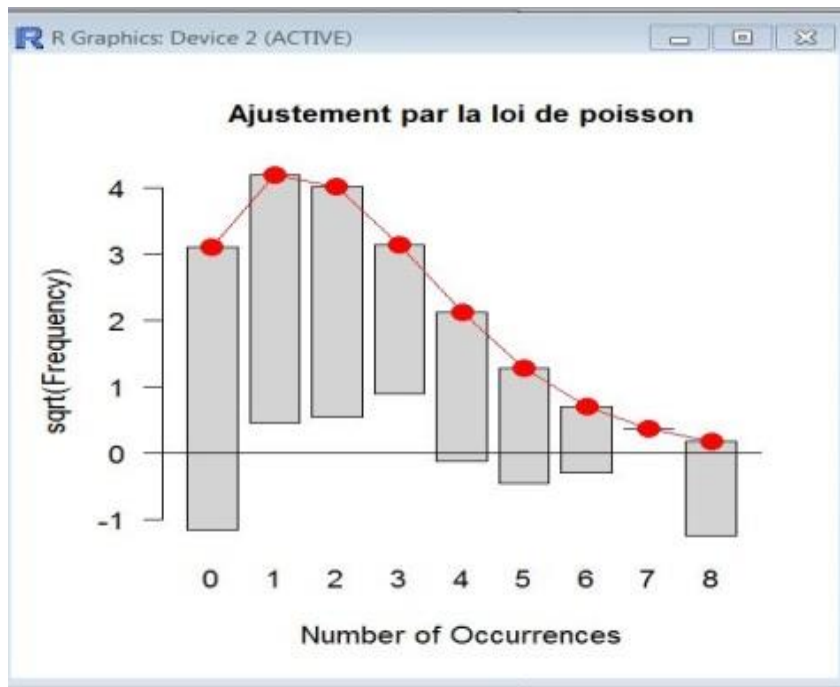 R Graphics: Device 2 (ACTIVE)
Ajustement par la loi de poisson
4
3
2
1
0
-1
sqrt(Frequency)
0 1 2 3 4 5 6 7 8
Number of Occurrences